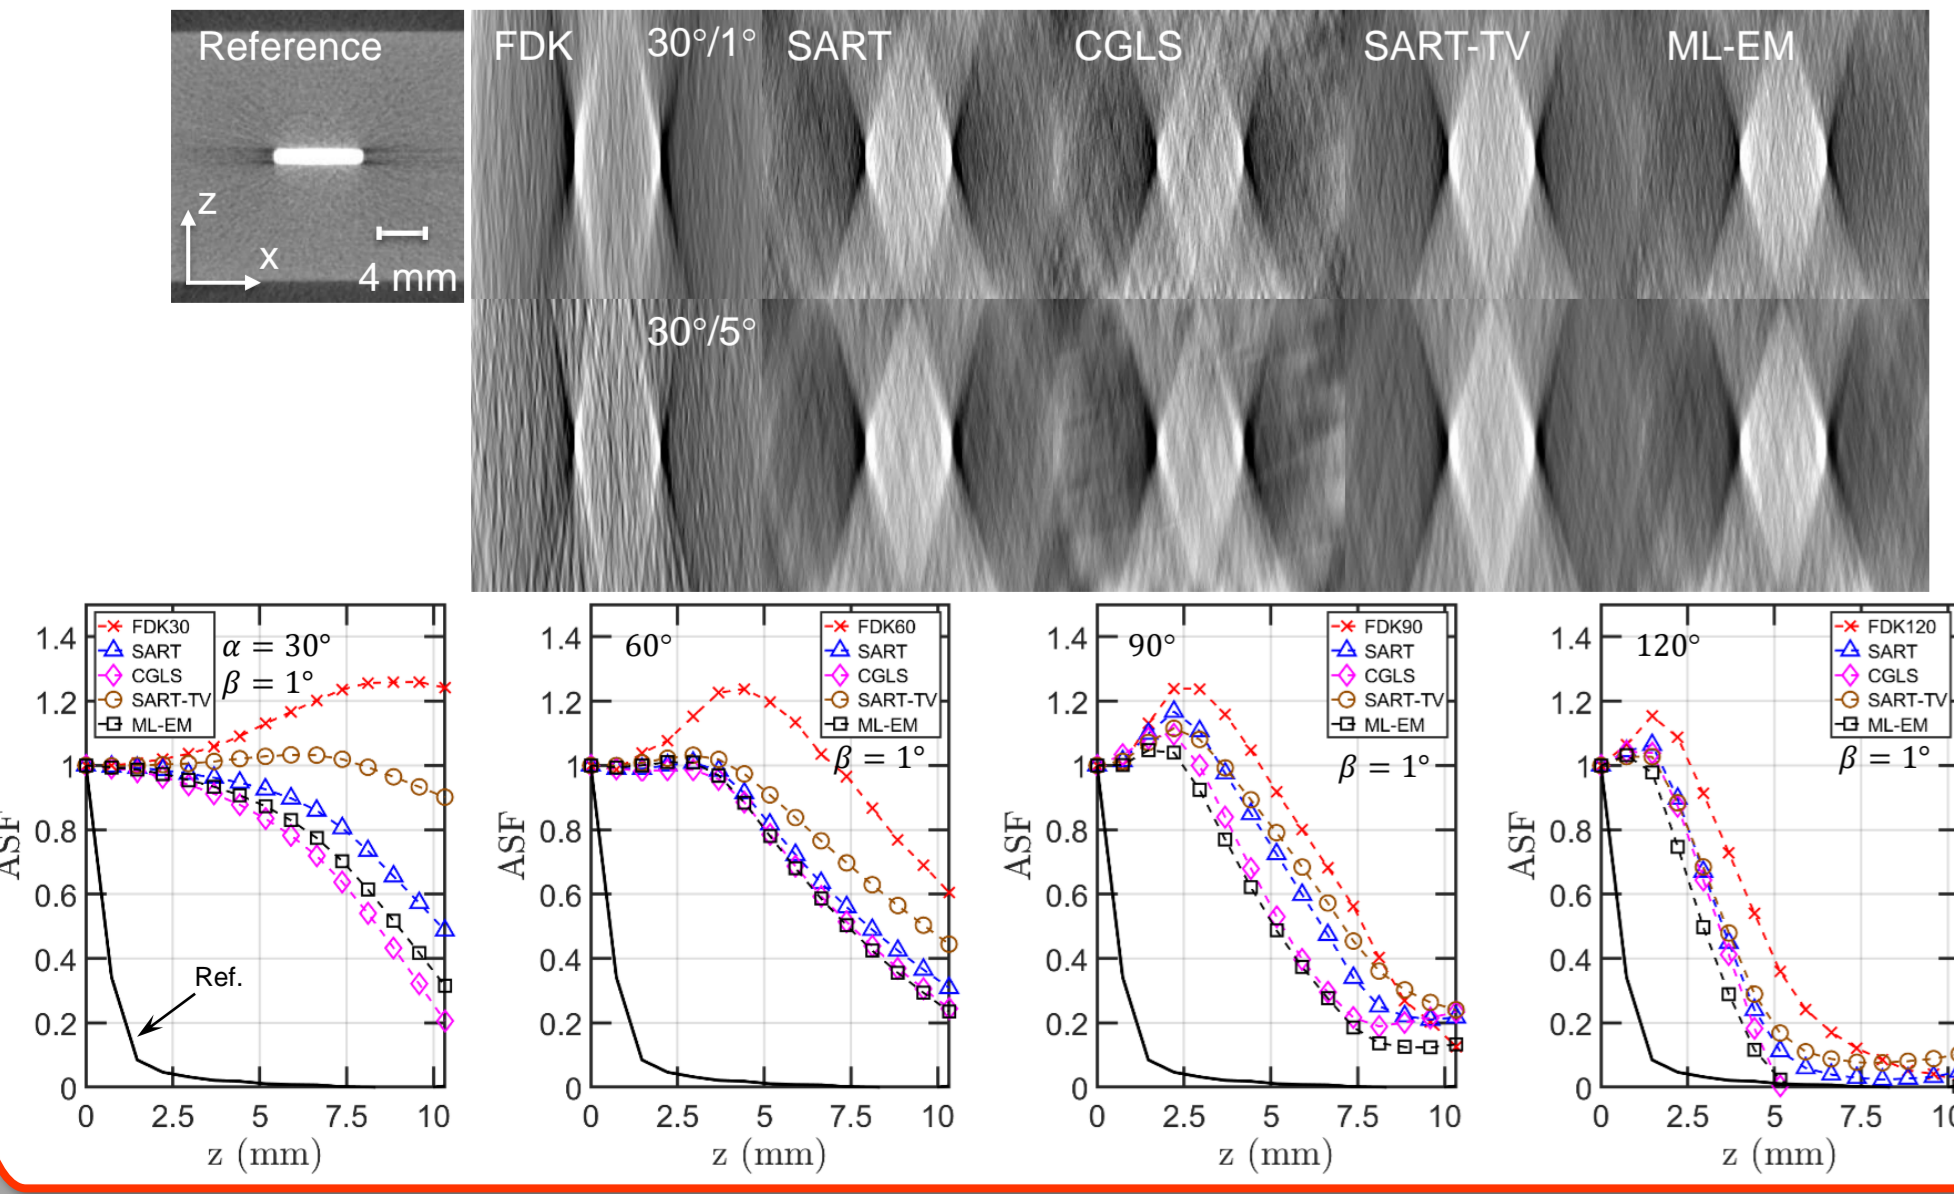 Reference
FDK 30°/1° SART CGLS SART-TV ML-EM
z
x
4 mm
30°/5°
FDK30
SART
CGLS
SART-TV
ML-EM
α = 30°
β = 1°
Ref.
1.4
1.2
1
0.8
0.6
0.4
0.2
0
ASF
0 2.5 5 7.5 10
z (mm)
60°
FDK60
SART
CGLS
SART-TV
ML-EM
β = 1°
1.4
1.2
1
0.8
0.6
0.4
0.2
0
ASF
0 2.5 5 7.5 10
z (mm)
90°
FDK90
SART
CGLS
SART-TV
ML-EM
β = 1°
1.4
1.2
1
0.8
0.6
0.4
0.2
0
ASF
0 2.5 5 7.5 10
z (mm)
120°
FDK120
SART
CGLS
SART-TV
ML-EM
β = 1°
1.4
1.2
1
0.8
0.6
0.4
0.2
0
ASF
0 2.5 5 7.5 10
z (mm)